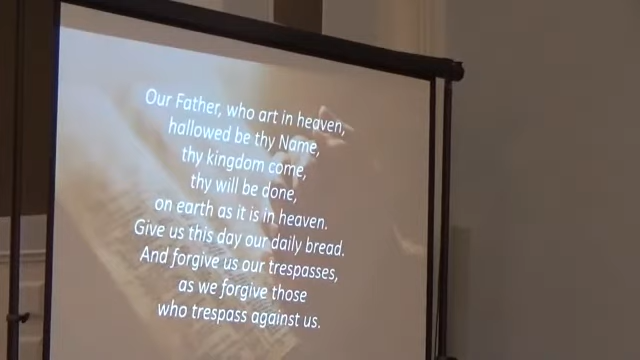 Our Father, who art in heaven,
hallowed be thy Name,
thy kingdom come,
thy will be done,
on earth as it is in heaven.
Give us this day our daily bread.
And forgive us our trespasses,
as we forgive those
who trespass against us.